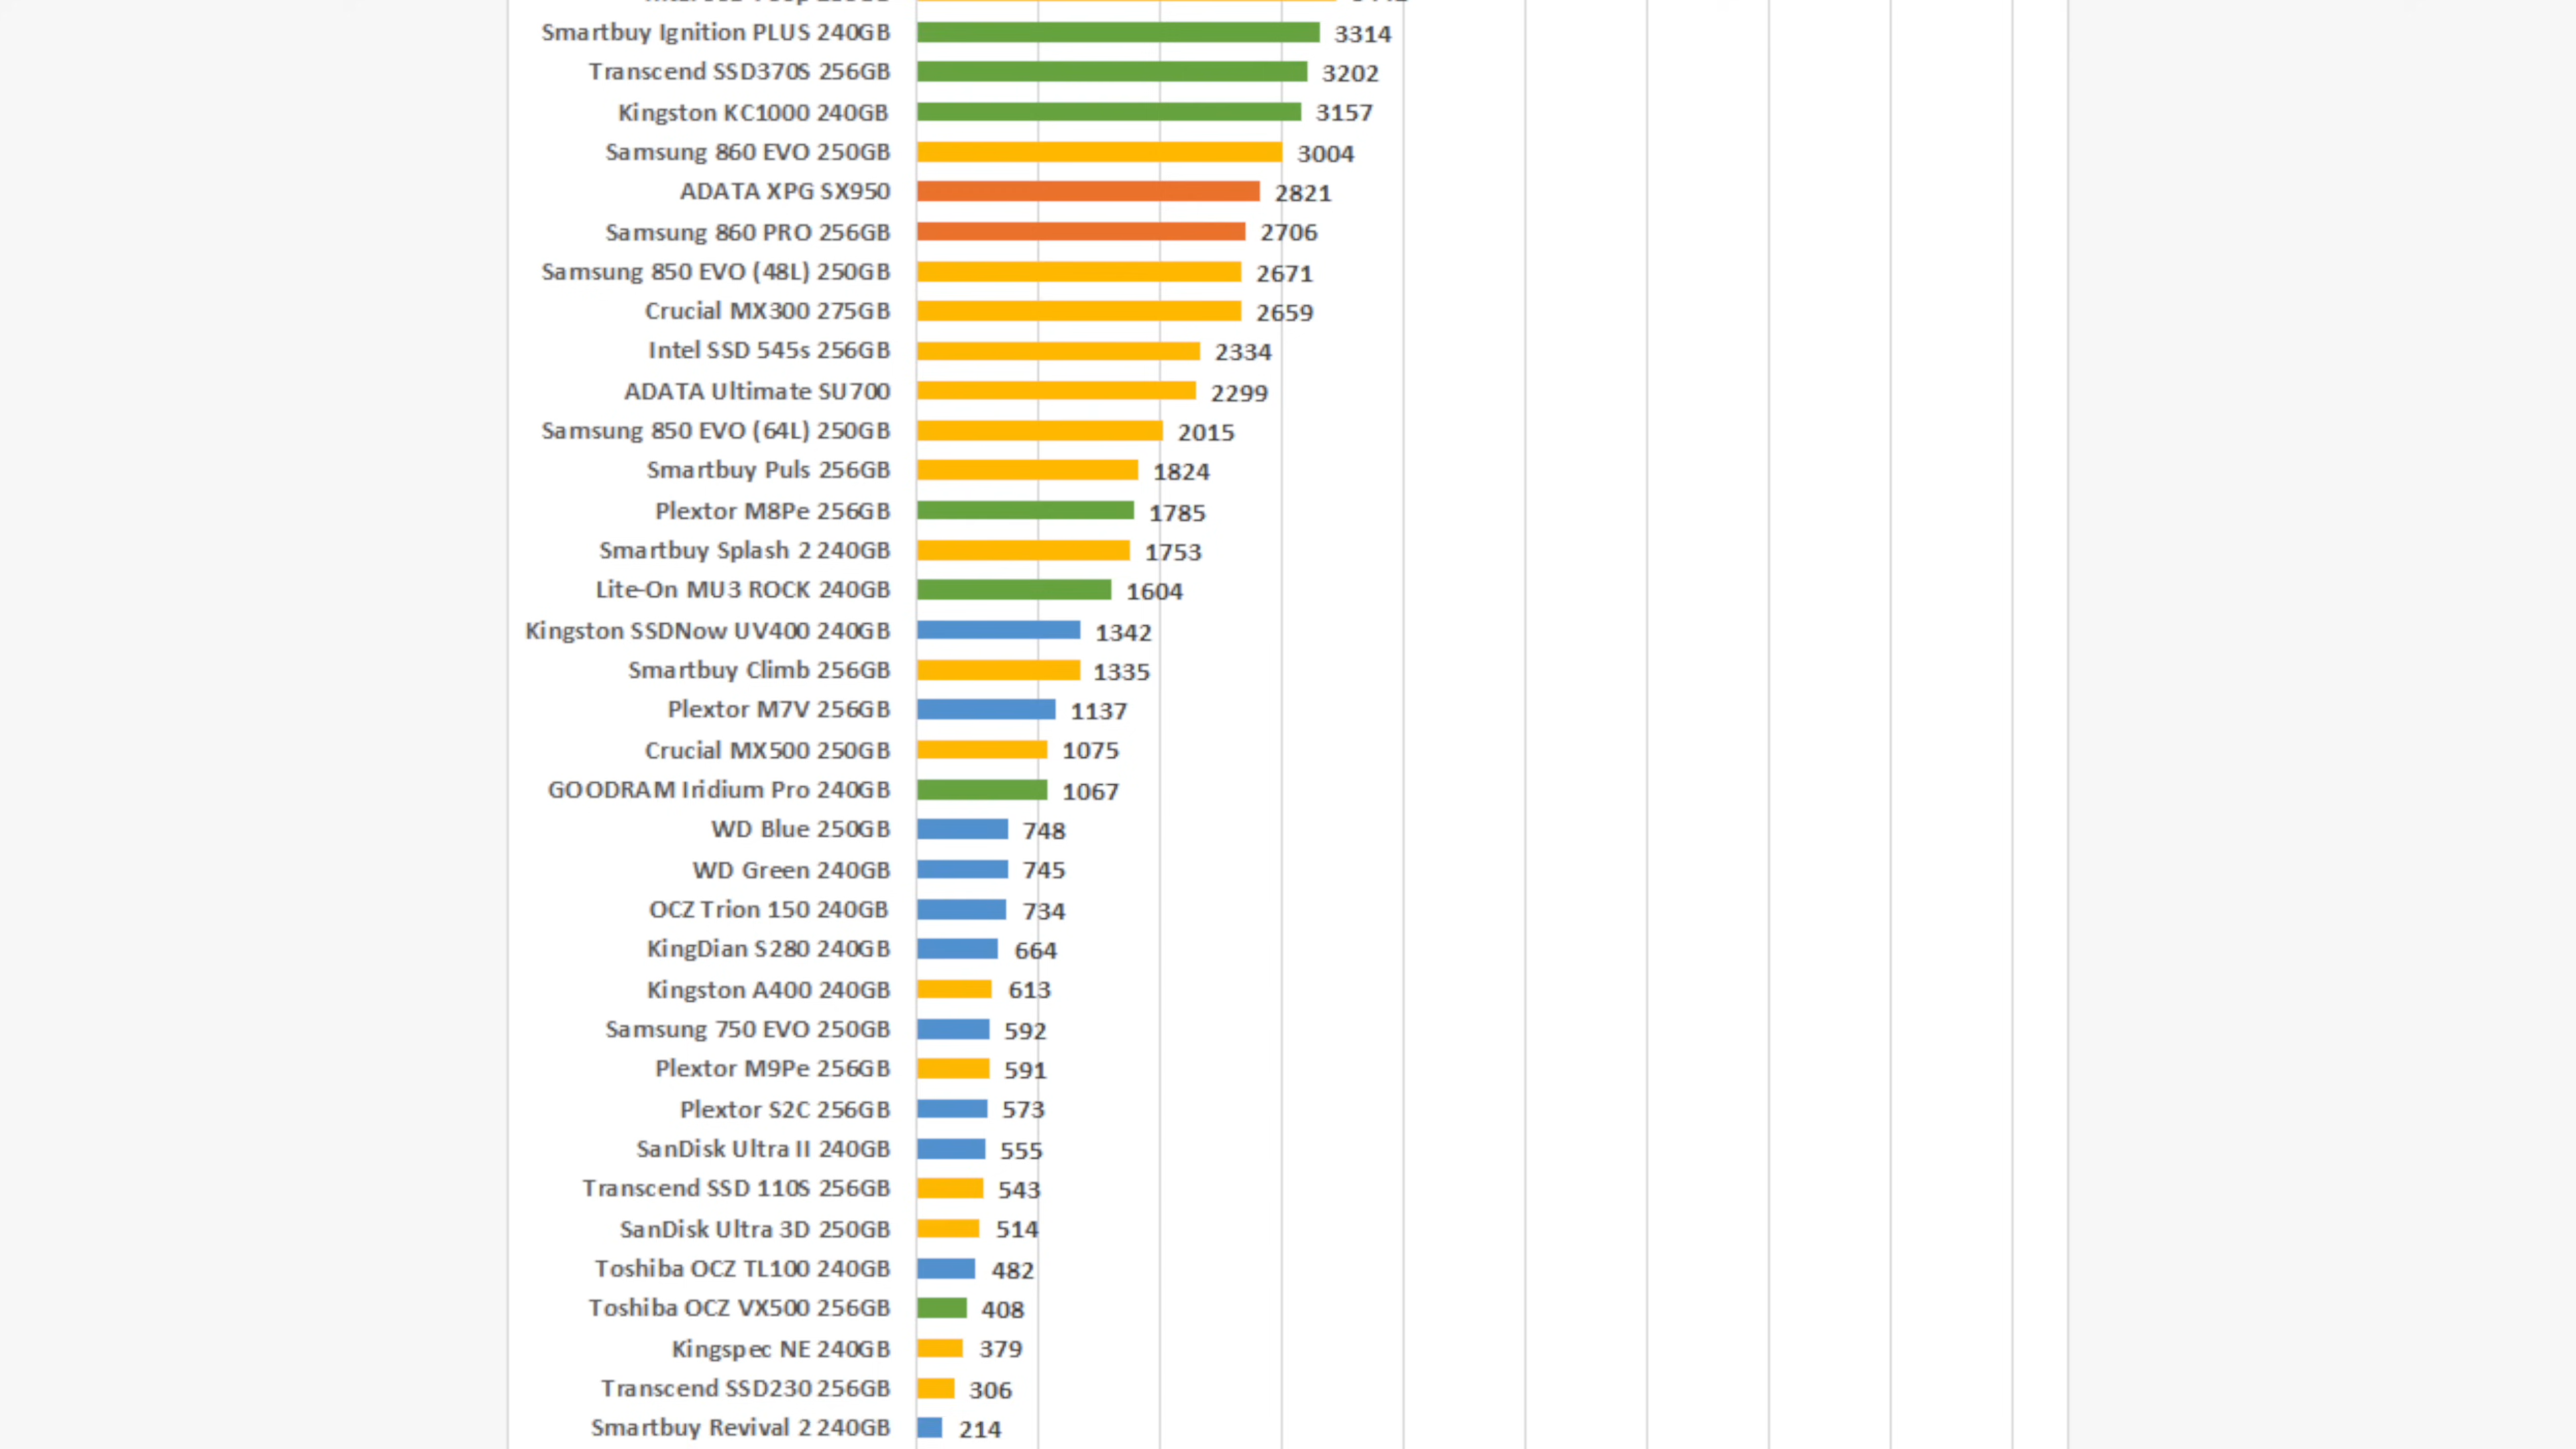 Smartbuy Ignition PLUS 240GB 3314
Transcend SSD370S 256GB 3202
Kingston KC1000 240GB 3157
Samsung 860 EVO 250GB 3004
ADATA XPG SX950 2821
Samsung 860 PRO 256GB 2706
Samsung 850 EVO (48L) 250GB 2671
Crucial MX300 275GB 2659
Intel SSD 545s 256GB 2334
ADATA Ultimate SU700 2299
Samsung 850 EVO (64L) 250GB 2015
Smartbuy Puls 256GB 1824
Plextor M8Pe 256GB 1785
Smartbuy Splash 2 240GB 1753
Lite-On MU3 ROCK 240GB 1604
Kingston SSDNow UV400 240GB 1342
Smartbuy Climb 256GB 1335
Plextor M7V 256GB 1137
Crucial MX500 250GB 1075
GOODRAM Iridium Pro 240GB 1067
WD Blue 250GB 748
WD Green 240GB 745
OCZ Trion 150 240GB 734
KingDian S280 240GB 664
Kingston A400 240GB 613
Samsung 750 EVO 250GB 592
Plextor M9Pe 256GB 591
Plextor S2C 256GB 573
SanDisk Ultra II 240GB 555
Transcend SSD 110S 256GB 543
SanDisk Ultra 3D 250GB 514
Toshiba OCZ TL100 240GB 482
Toshiba OCZ VX500 256GB 408
Kingspec NE 240GB 379
Transcend SSD230 256GB 306
Smartbuy Revival 2 240GB 214